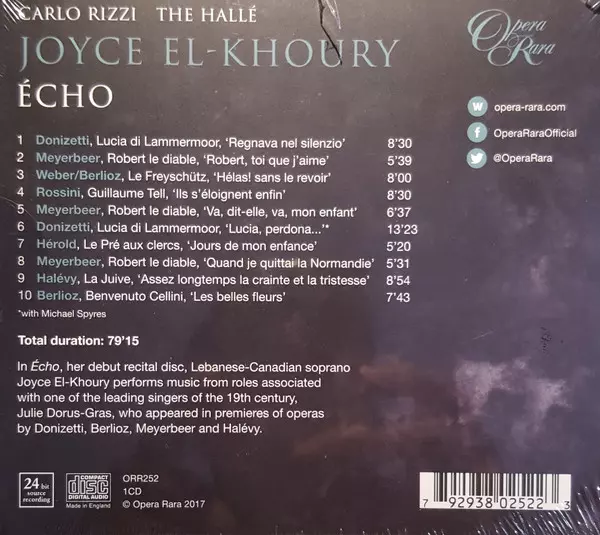 CARLO RIZZI THE HALLÉ
JOYCE EL-KHOURY
ÉCHO
Opera Rara
opera-rara.com
OperaRaraOfficial
@OperaRara
1 Donizetti, Lucia di Lammermoor, ‘Regnava nel silenzio’ 8’30
2 Meyerbeer, Robert le diable, ‘Robert, toi que j’aime’ 5’39
3 Weber/Berlioz, Le Freyschütz, ‘Hélas! sans le revoir’ 8’00
4 Rossini, Guillaume Tell, ‘Ils s’éloignent enfin’ 8’30
5 Meyerbeer, Robert le diable, ‘Va, dit-elle, va, mon enfant’ 6’37
6 Donizetti, Lucia di Lammermoor, ‘Lucia, perdona...’* 13’23
7 Hérold, Le Pré aux clercs, ‘Jours de mon enfance’ 5’20
8 Meyerbeer, Robert le diable, ‘Quand je quittai la Normandie’ 5’31
9 Halévy, La Juive, ‘Assez longtemps la crainte et la tristesse’ 8’54
10 Berlioz, Benvenuto Cellini, ‘Les belles fleurs’ 7’43
*with Michael Spyres
Total duration: 79’15
In Écho, her debut recital disc, Lebanese-Canadian soprano
Joyce El-Khoury performs music from roles associated
with one of the leading singers of the 19th century,
Julie Dorus-Gras, who appeared in premieres of operas
by Donizetti, Berlioz, Meyerbeer and Halévy.
24 bit
source
recording
COMPACT
disc
DIGITAL AUDIO
Made in England
ORR252
1CD
© Opera Rara 2017
7 92938 02522 3